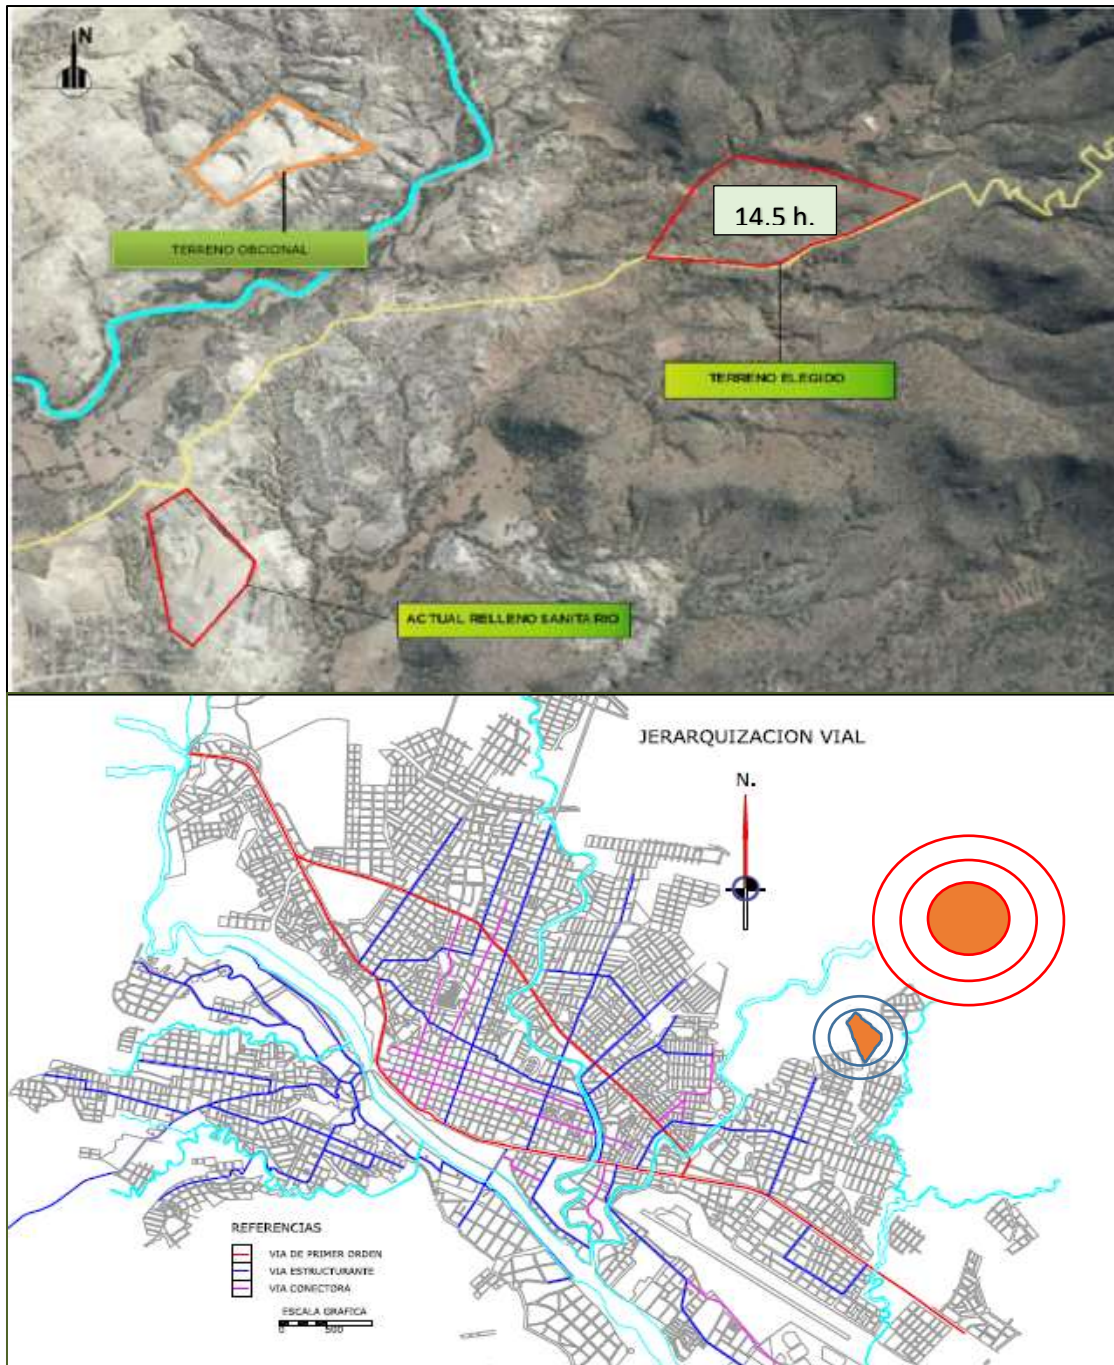 N
14.5 h.
TERRENO OBCIONAL
TERRENO ELEGIDO
ACTUAL RELLENO SANITARIO
JERARQUIZACION VIAL
N.
REFERENCIAS
VIA DE PRIMER ORDEN
VIA ESTRUCTURANTE
VIA CONECTORA
ESCALA GRAFICA
0 500